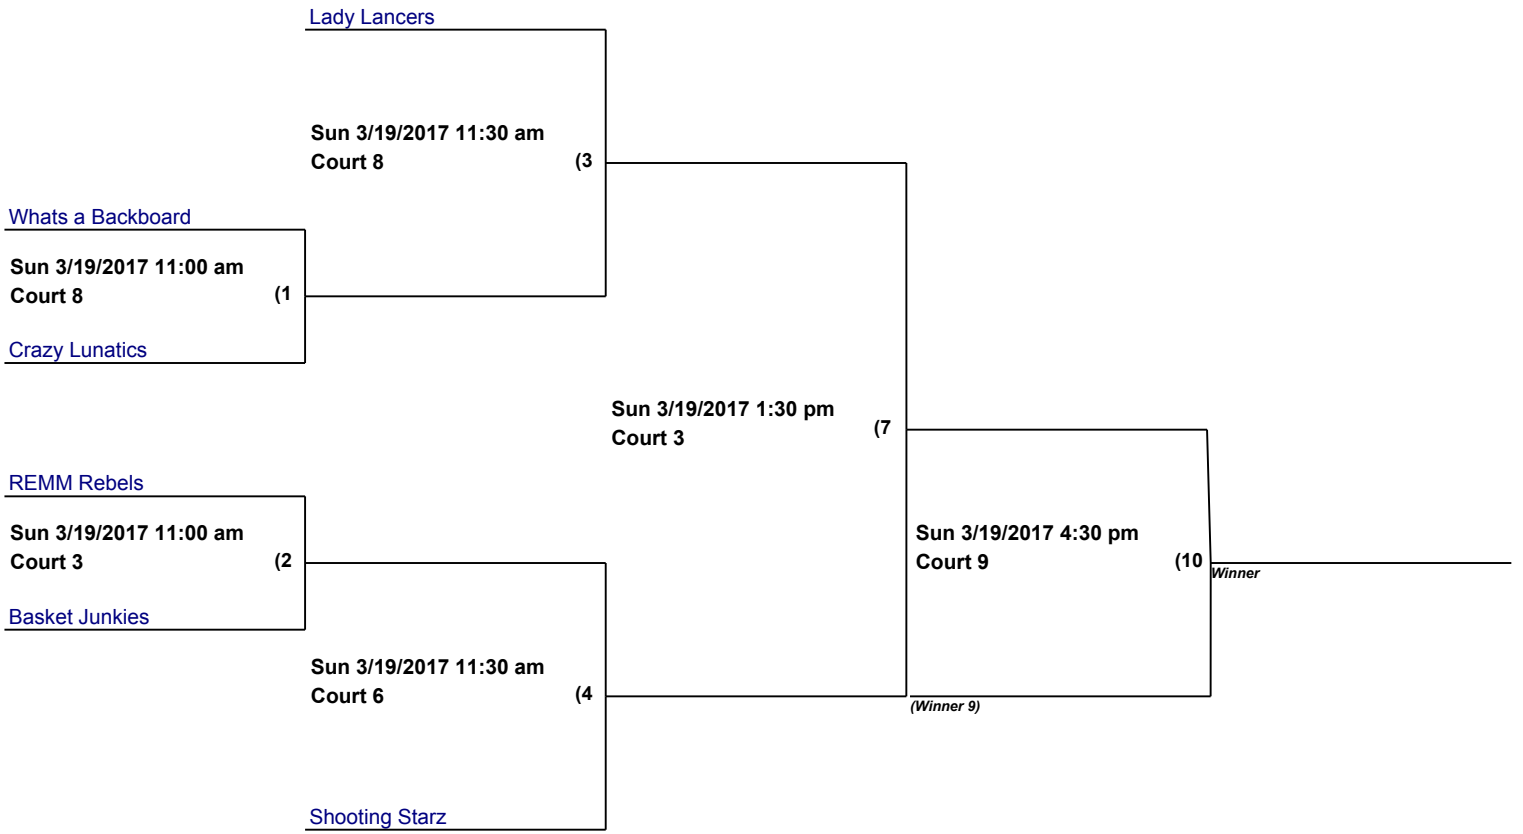 Lady Lancers
Sun 3/19/2017 11:30 am
Court 8
(3
Whats a Backboard
Sun 3/19/2017 11:00 am
Court 8
(1
Crazy Lunatics
Sun 3/19/2017 1:30 pm
Court 3
(7
REMM Rebels
Sun 3/19/2017 11:00 am
Court 3
(2
Basket Junkies
Sun 3/19/2017 4:30 pm
Court 9
(10
Winner
Sun 3/19/2017 11:30 am
Court 6
(4
(Winner 9)
Shooting Starz